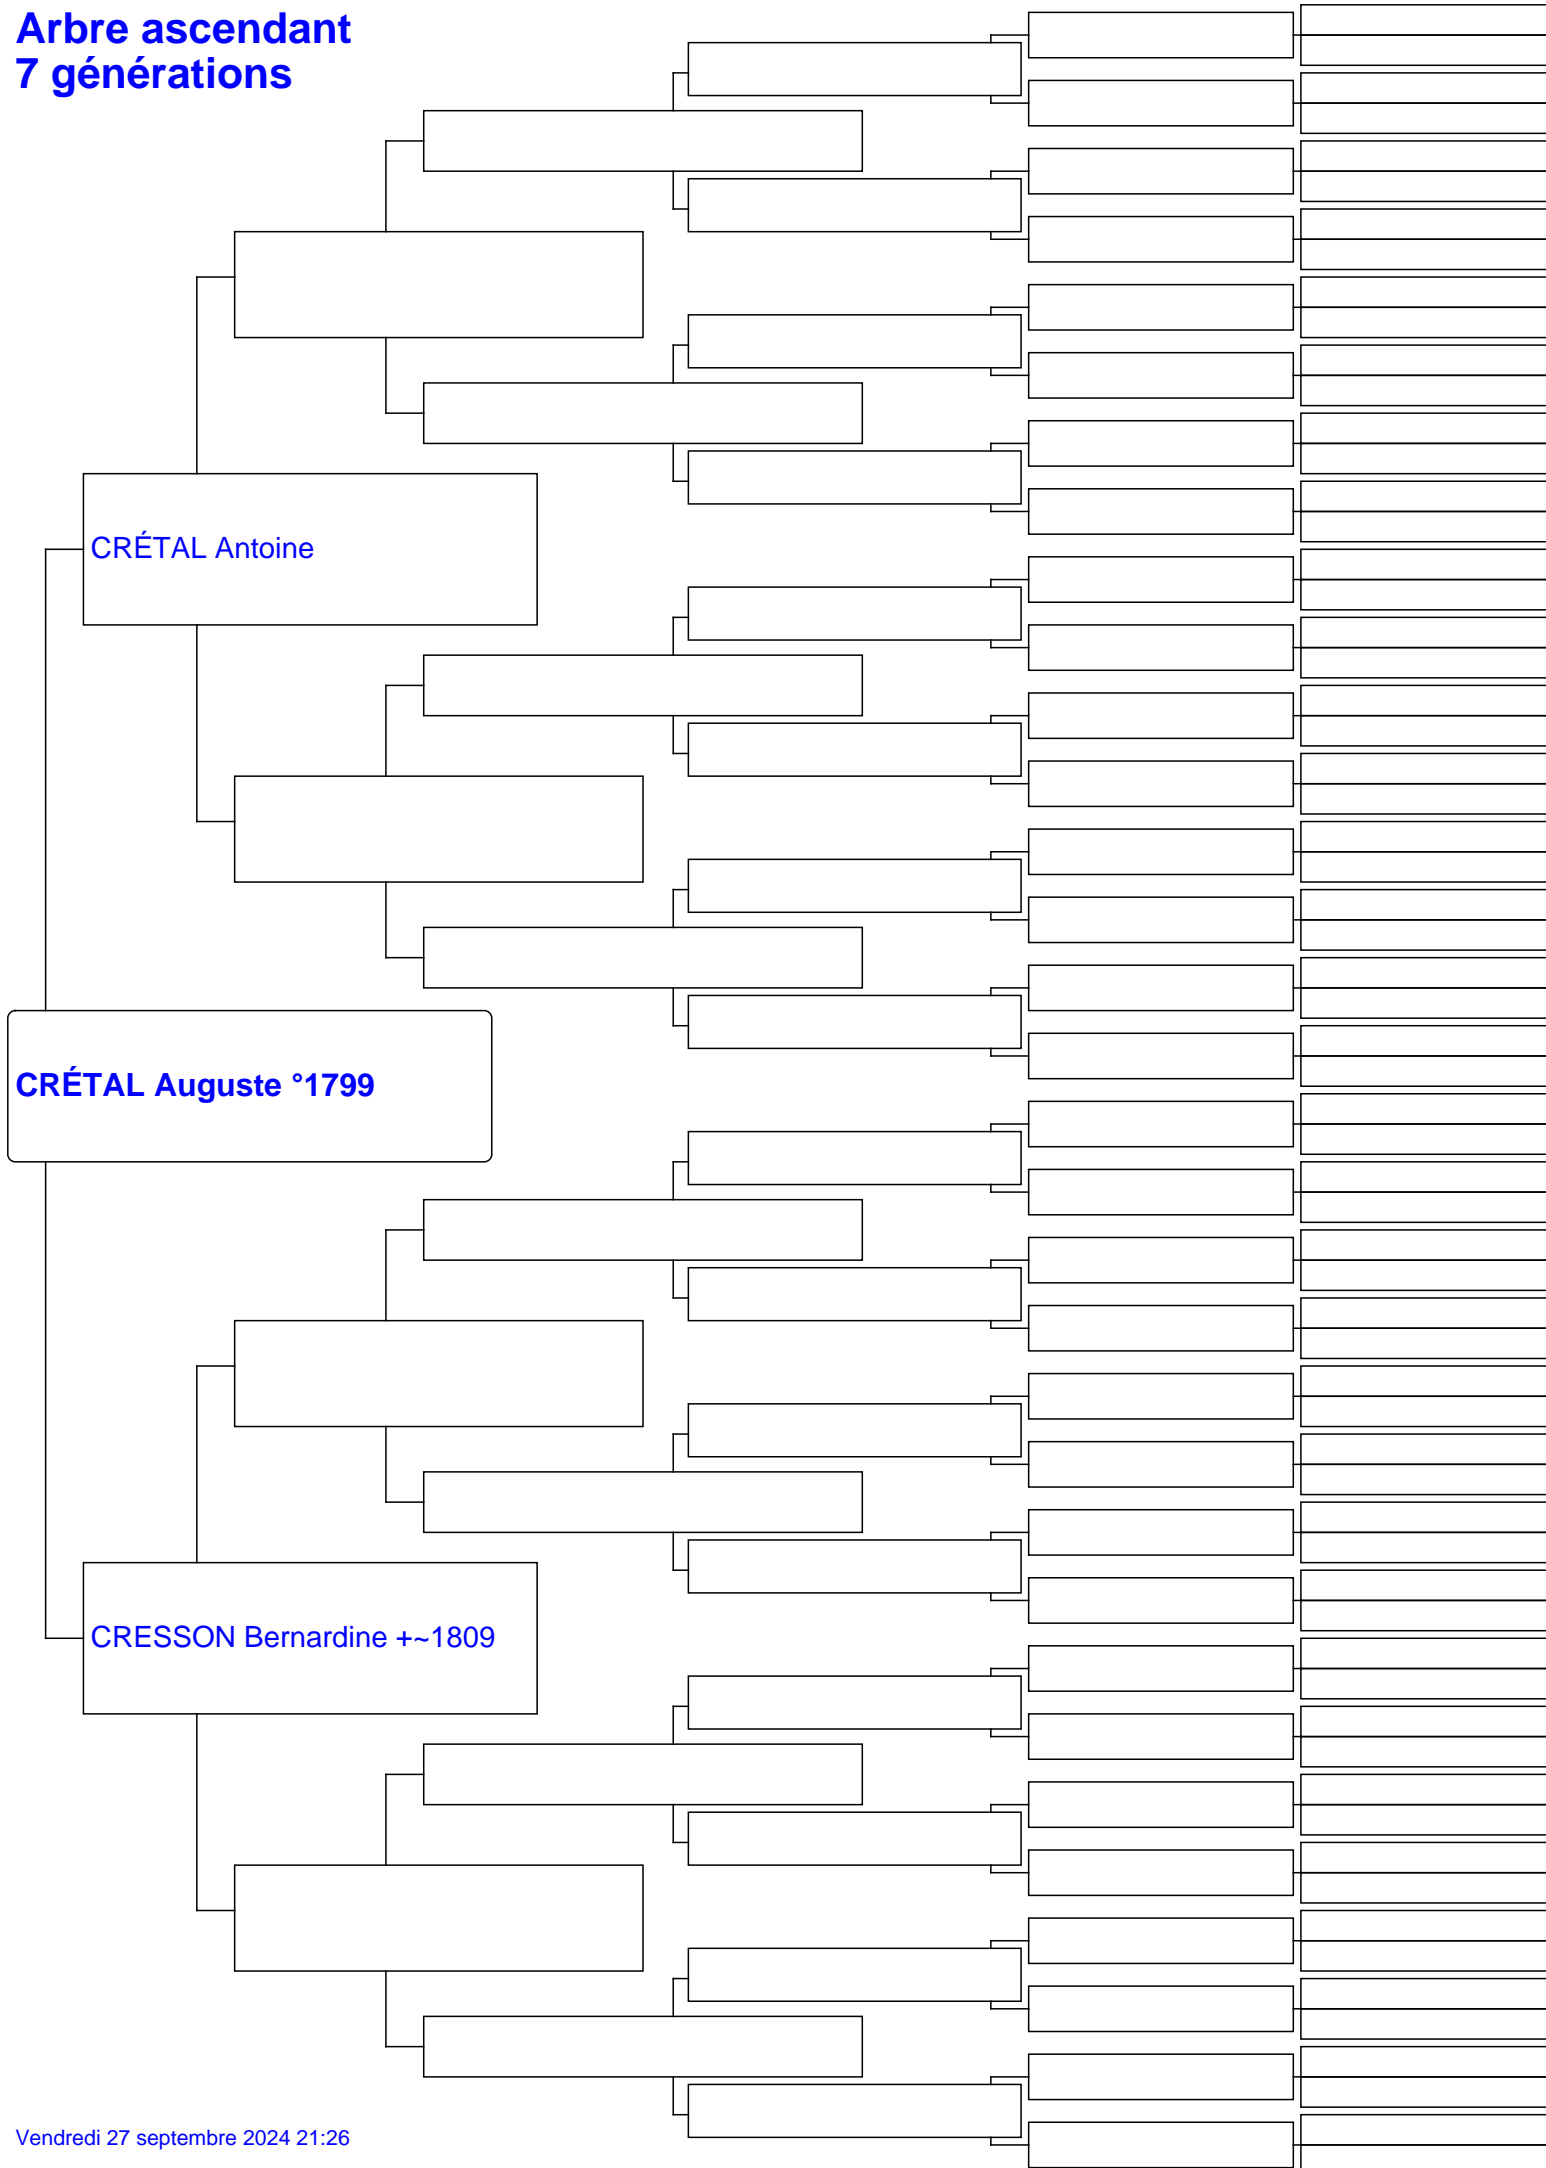 Arbre ascendant
7 générations
CRÉTAL Antoine
CRÉTAL Auguste °1799
CRESSON Bernardine +~1809
Vendredi 27 septembre 2024 21:26